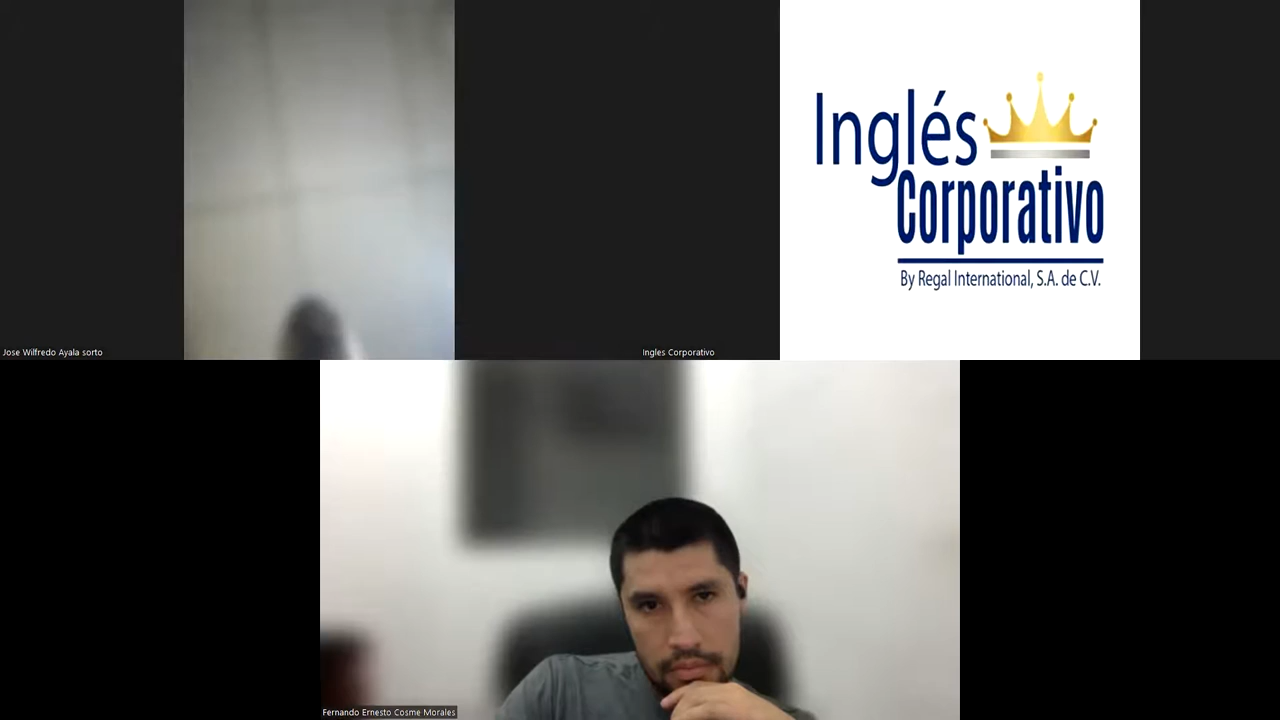 Inglés
Corporativo
By Regal International, S.A. de C.V.
Jose Wilfredo Ayala sorto
Ingles Corporativo
Fernando Ernesto Cosme Morales